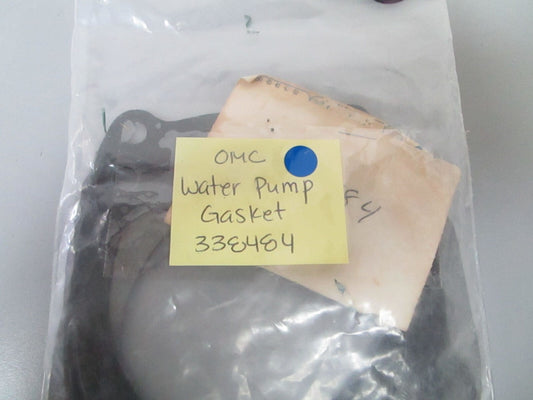 OMC
Water Pump
Gasket
338484